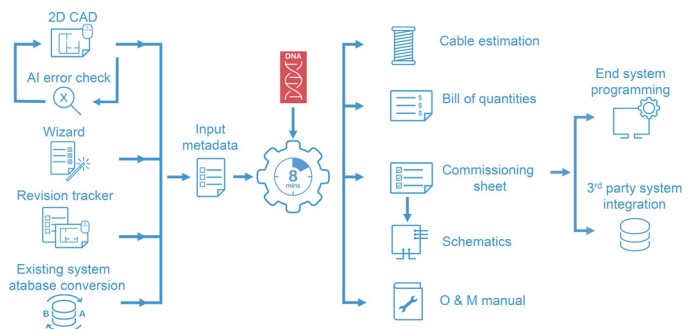 2D CAD
AI error check
X
Wizard
Revision tracker
Existing system
atabase conversion
B
A
Input
metadata
DNA
8
mins
Cable estimation
$
$
$
Bill of quantities
Commissioning
sheet
Schematics
O & M manual
End system
programming
3rd party system
integration